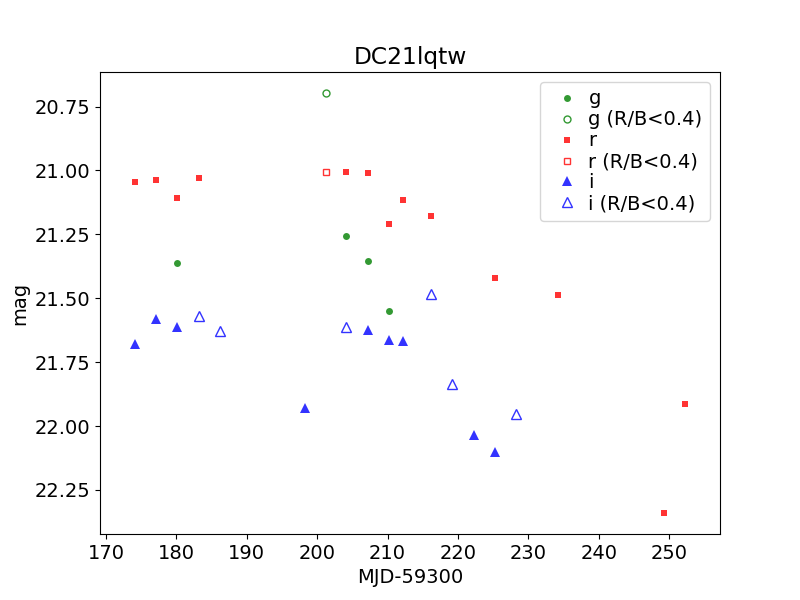 DC21lqtw
g
g (R/B<0.4)
r
r (R/B<0.4)
i
i (R/B<0.4)
mag
20.75
21.00
21.25
21.50
21.75
22.00
22.25
170 180 190 200 210 220 230 240 250
MJD-59300